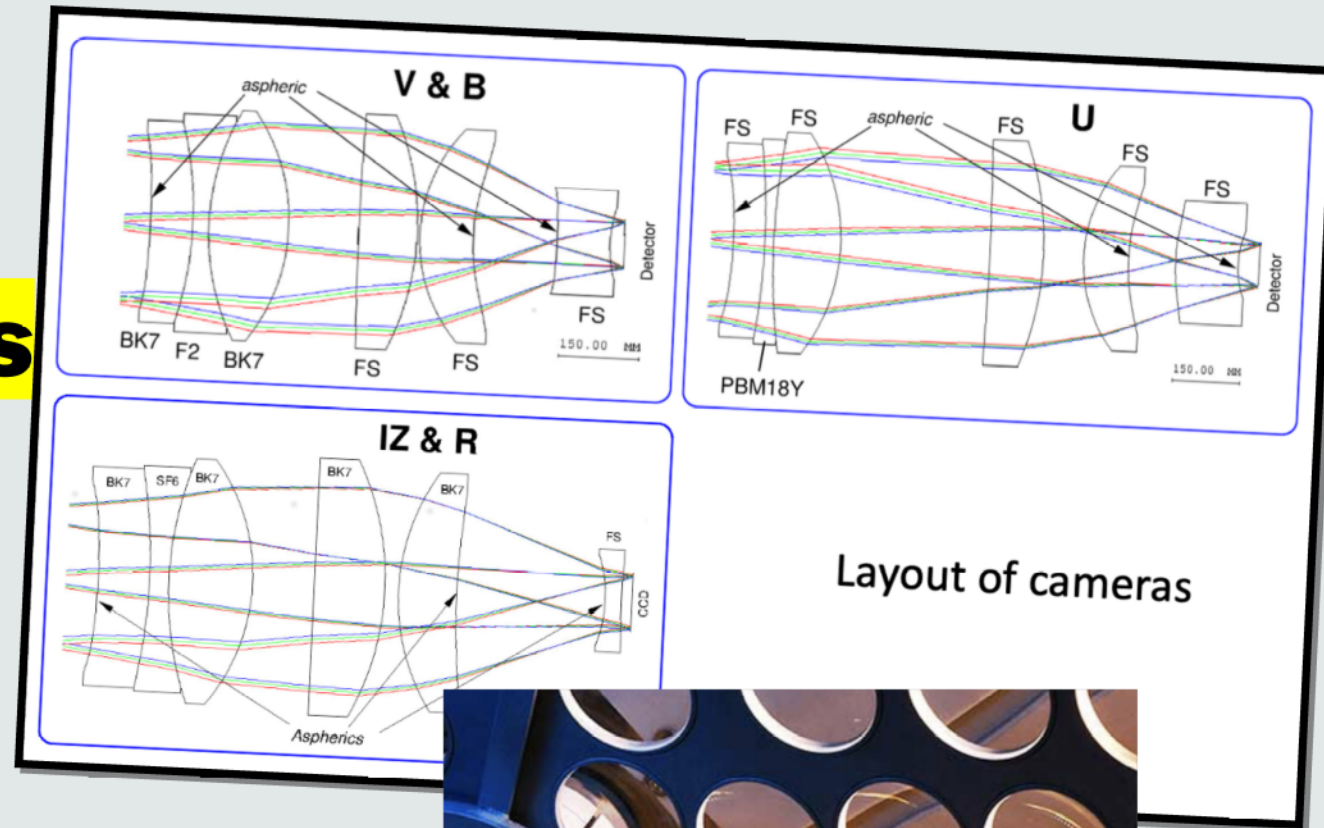 s
V & B
aspheric
BK7
F2
BK7
FS
FS
FS
Detector
150.00 MM
U
FS
FS
aspheric
FS
FS
FS
PBM18Y
Detector
150.00 MM
IZ & R
BK7
SF6
BK7
BK7
BK7
FS
CCD
Aspherics
Layout of cameras